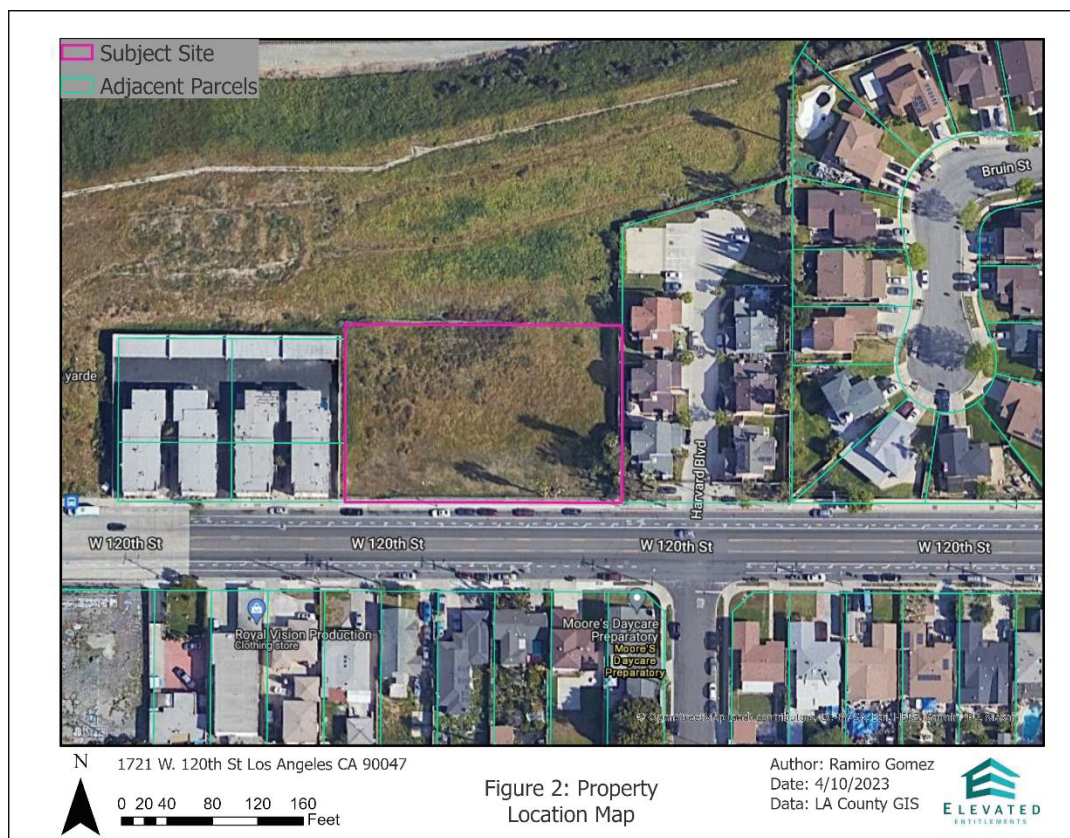 Subject Site
Adjacent Parcels
Bruin St
yarde
Harvard Blvd
W 120th St
W 120th St
W 120th St
W 120th St
Royal Vision Production
Clothing store
Moore's Daycare
Preparatory
Moore'S
Daycare
Preparatory
N
1721 W. 120th St Los Angeles CA 90047
0 20 40 80 120 160
Feet
Figure 2: Property
Location Map
Author: Ramiro Gomez
Date: 4/10/2023
Data: LA County GIS
ELEVATED
ENTITLEMENTS